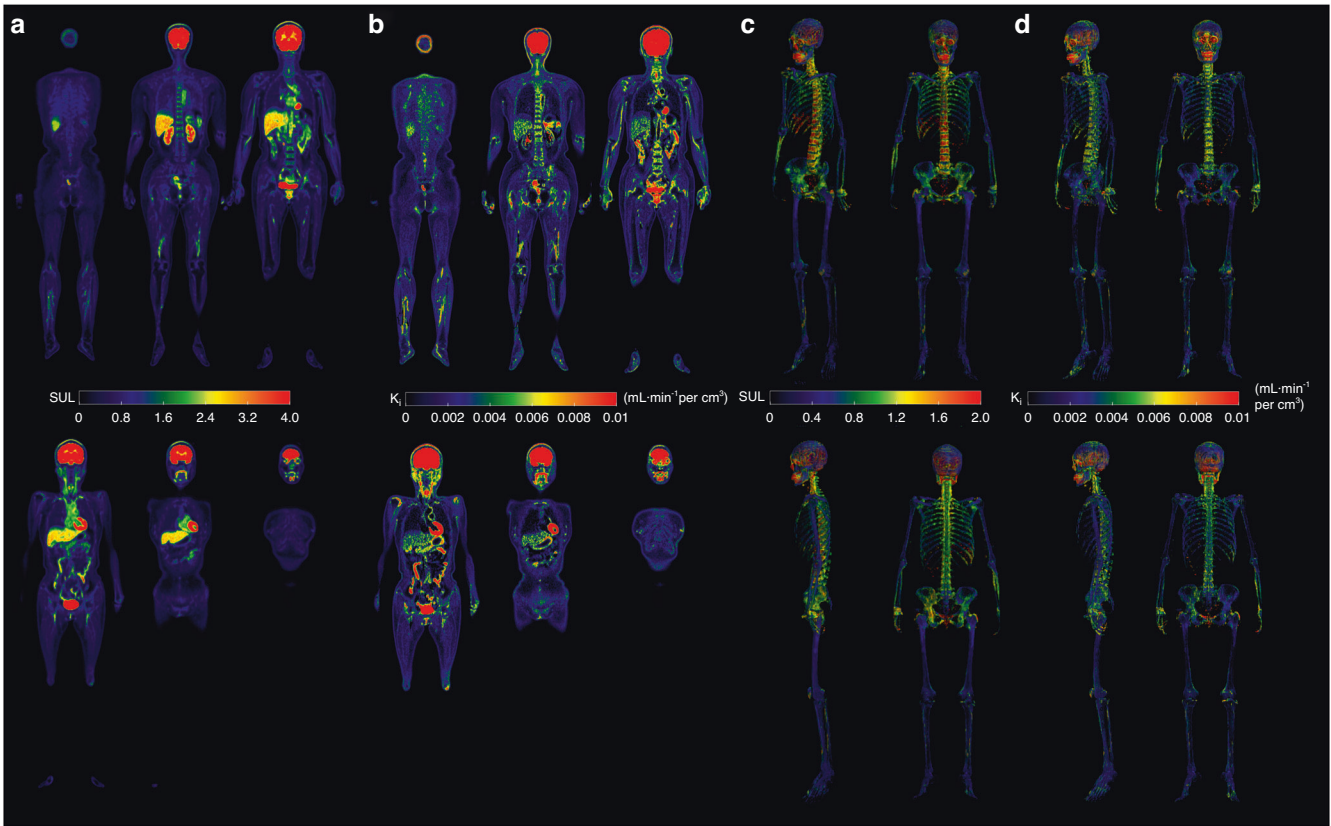 a
b
c
d
SUL
0 0.8 1.6 2.4 3.2 4.0
Ki (mL·min-1per cm3)
0 0.002 0.004 0.006 0.008 0.01
SUL
0 0.4 0.8 1.2 1.6 2.0
Ki (mL·min-1
per cm3)
0 0.002 0.004 0.006 0.008 0.01